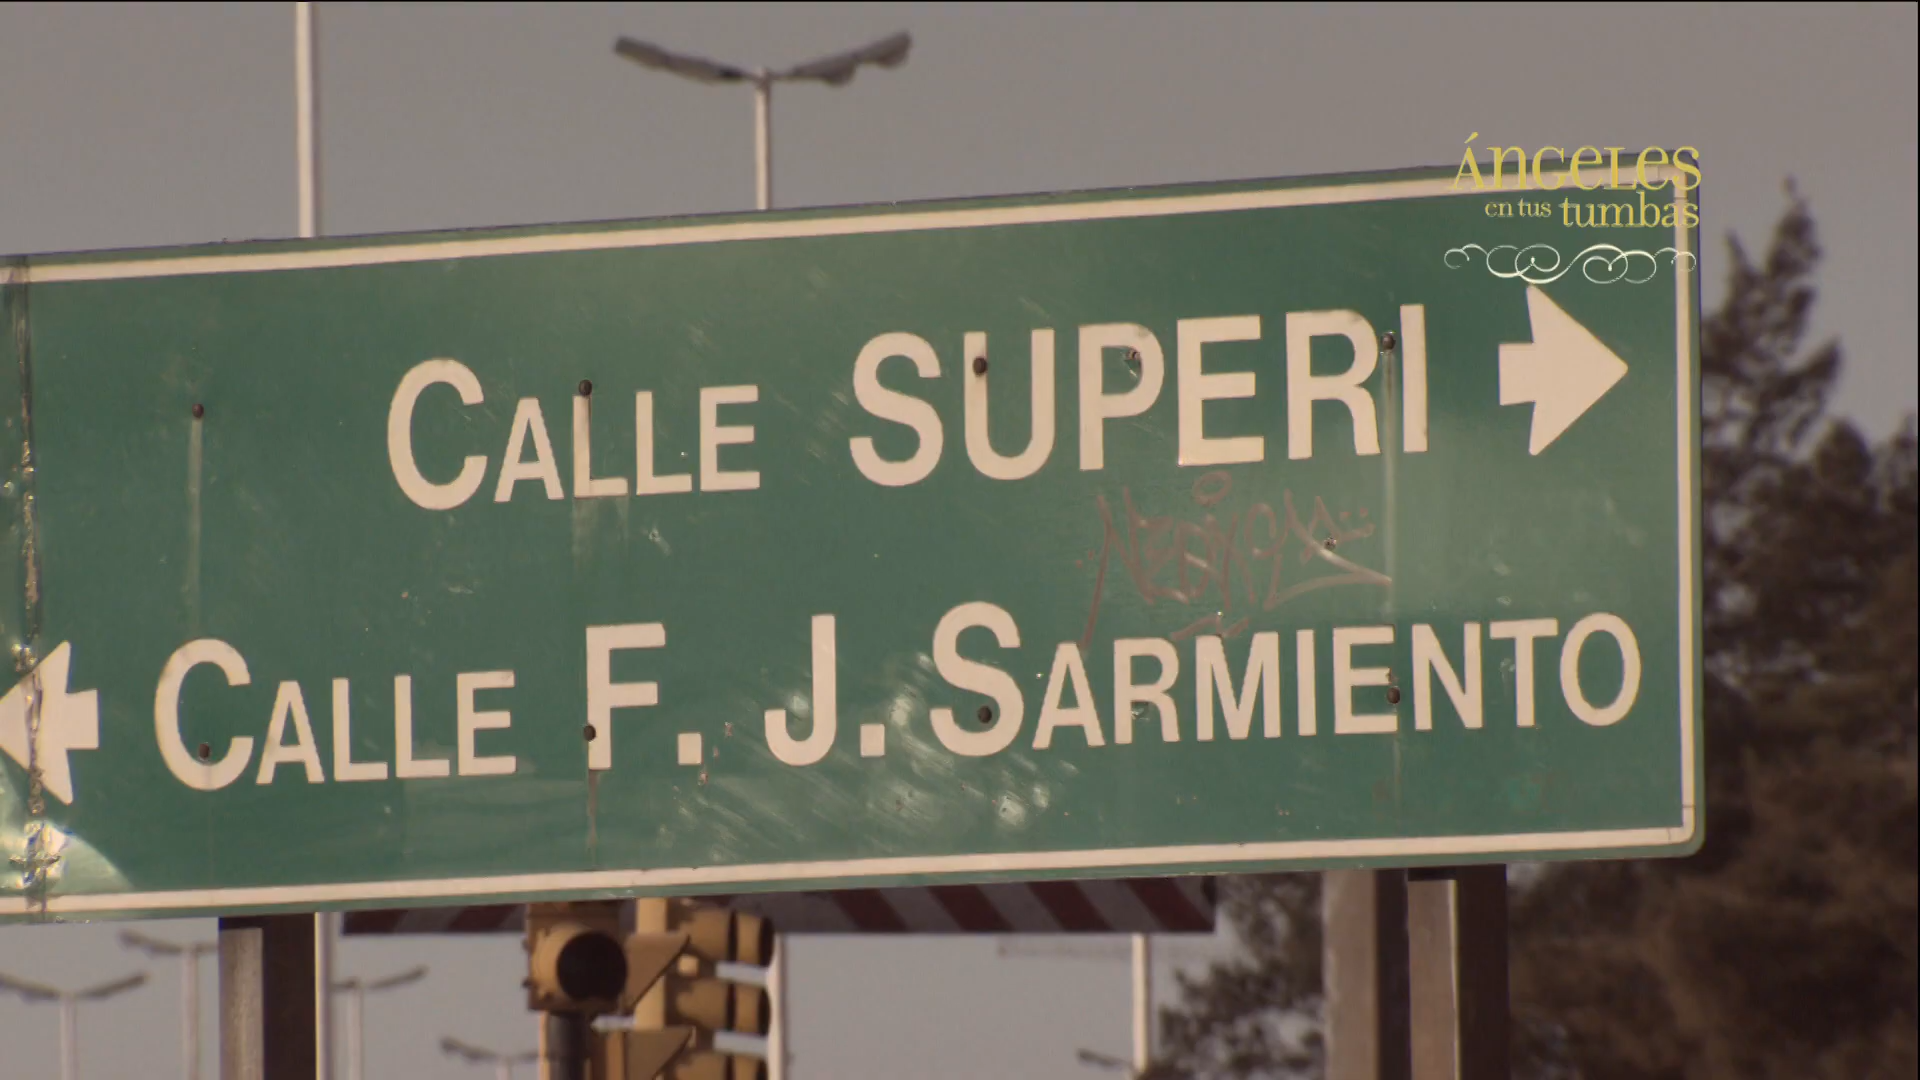 Ángeles
en tus tumbas
CALLE SUPERI
CALLE F. J. SARMIENTO